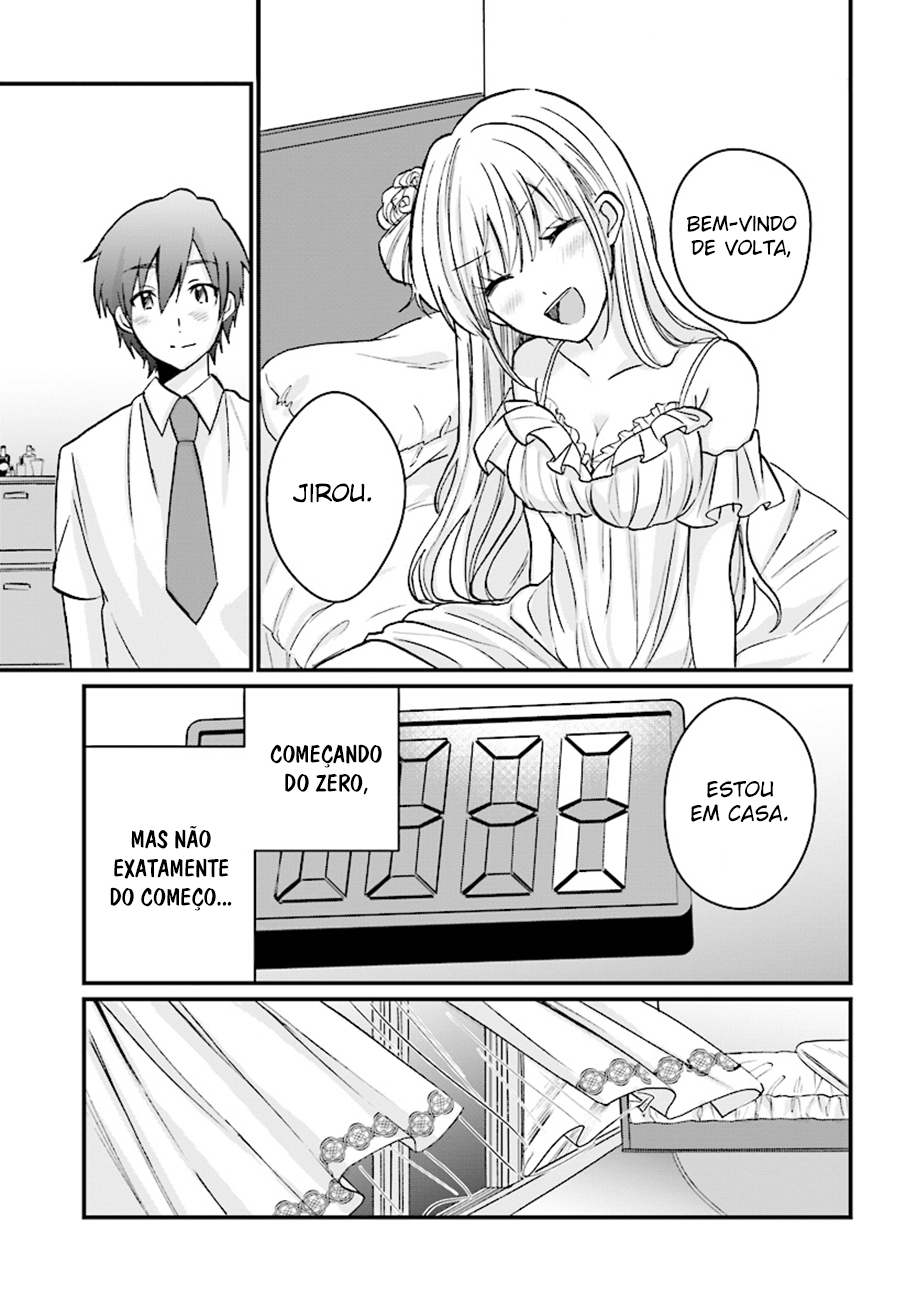 BEM-VINDO
DE VOLTA,
JIROU.
ESTOU
EM CASA.
COMEÇANDO
DO ZERO,
MAS NÃO
EXATAMENTE
DO COMEÇO...